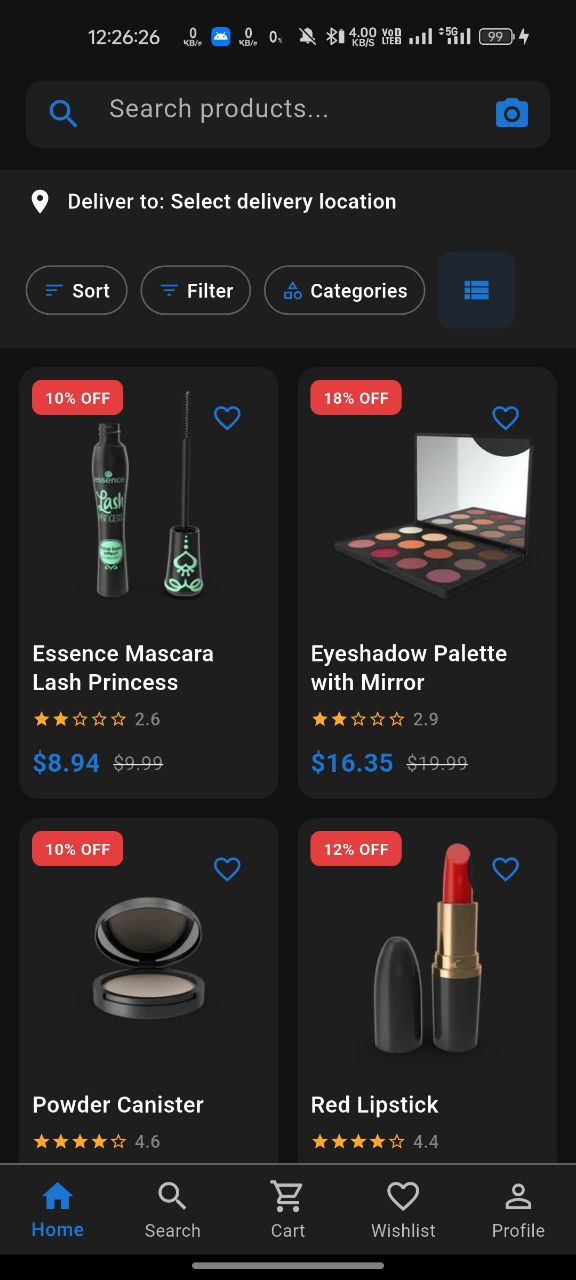 12:26:26 0 KB/s 0 KB/s 0% 4.00 KB/S Vo LTE 5G 99
Search products...
Deliver to: Select delivery location
Sort Filter Categories
10% OFF 18% OFF
essence
Lash
PRINCESS
Essence Mascara Eyeshadow Palette
Lash Princess with Mirror
2.6 2.9
$8.94 $9.99 $16.35 $19.99
10% OFF 12% OFF
Powder Canister Red Lipstick
4.6 4.4
Home Search Cart Wishlist Profile